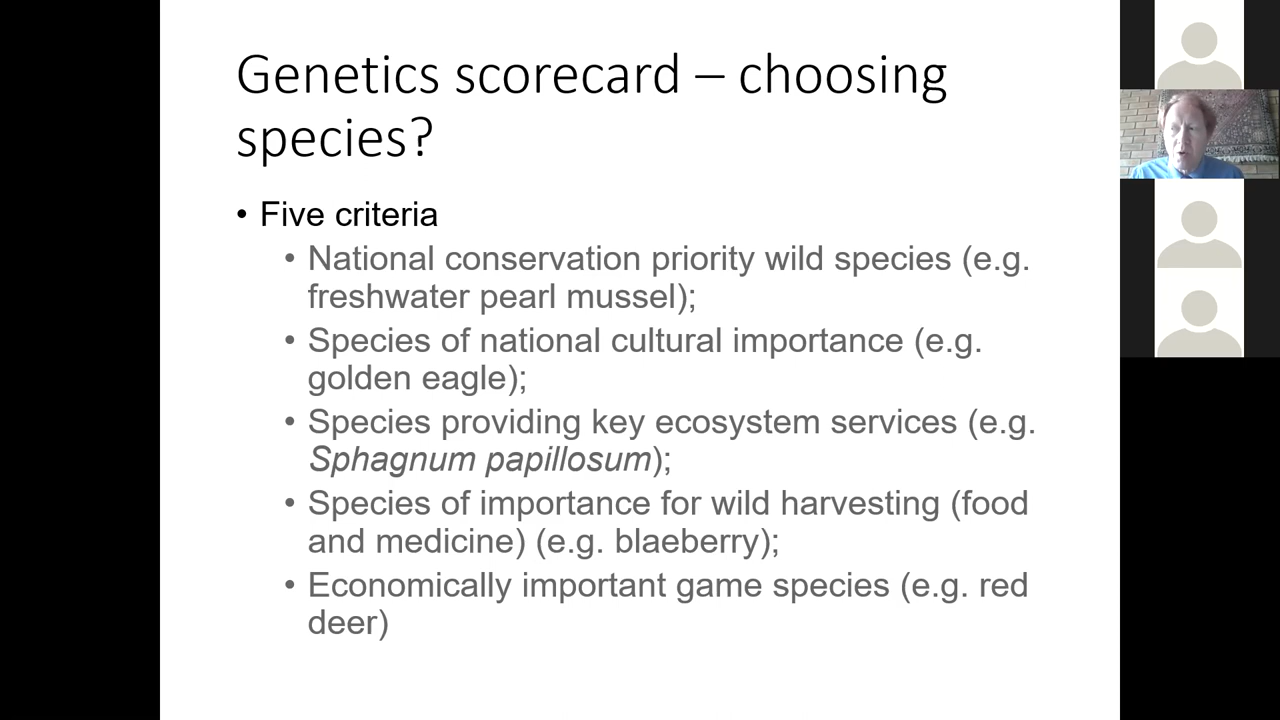 Genetics scorecard – choosing
species?
• Five criteria
• National conservation priority wild species (e.g.
freshwater pearl mussel);
• Species of national cultural importance (e.g.
golden eagle);
• Species providing key ecosystem services (e.g.
Sphagnum papillosum);
• Species of importance for wild harvesting (food
and medicine) (e.g. blaeberry);
• Economically important game species (e.g. red
deer)